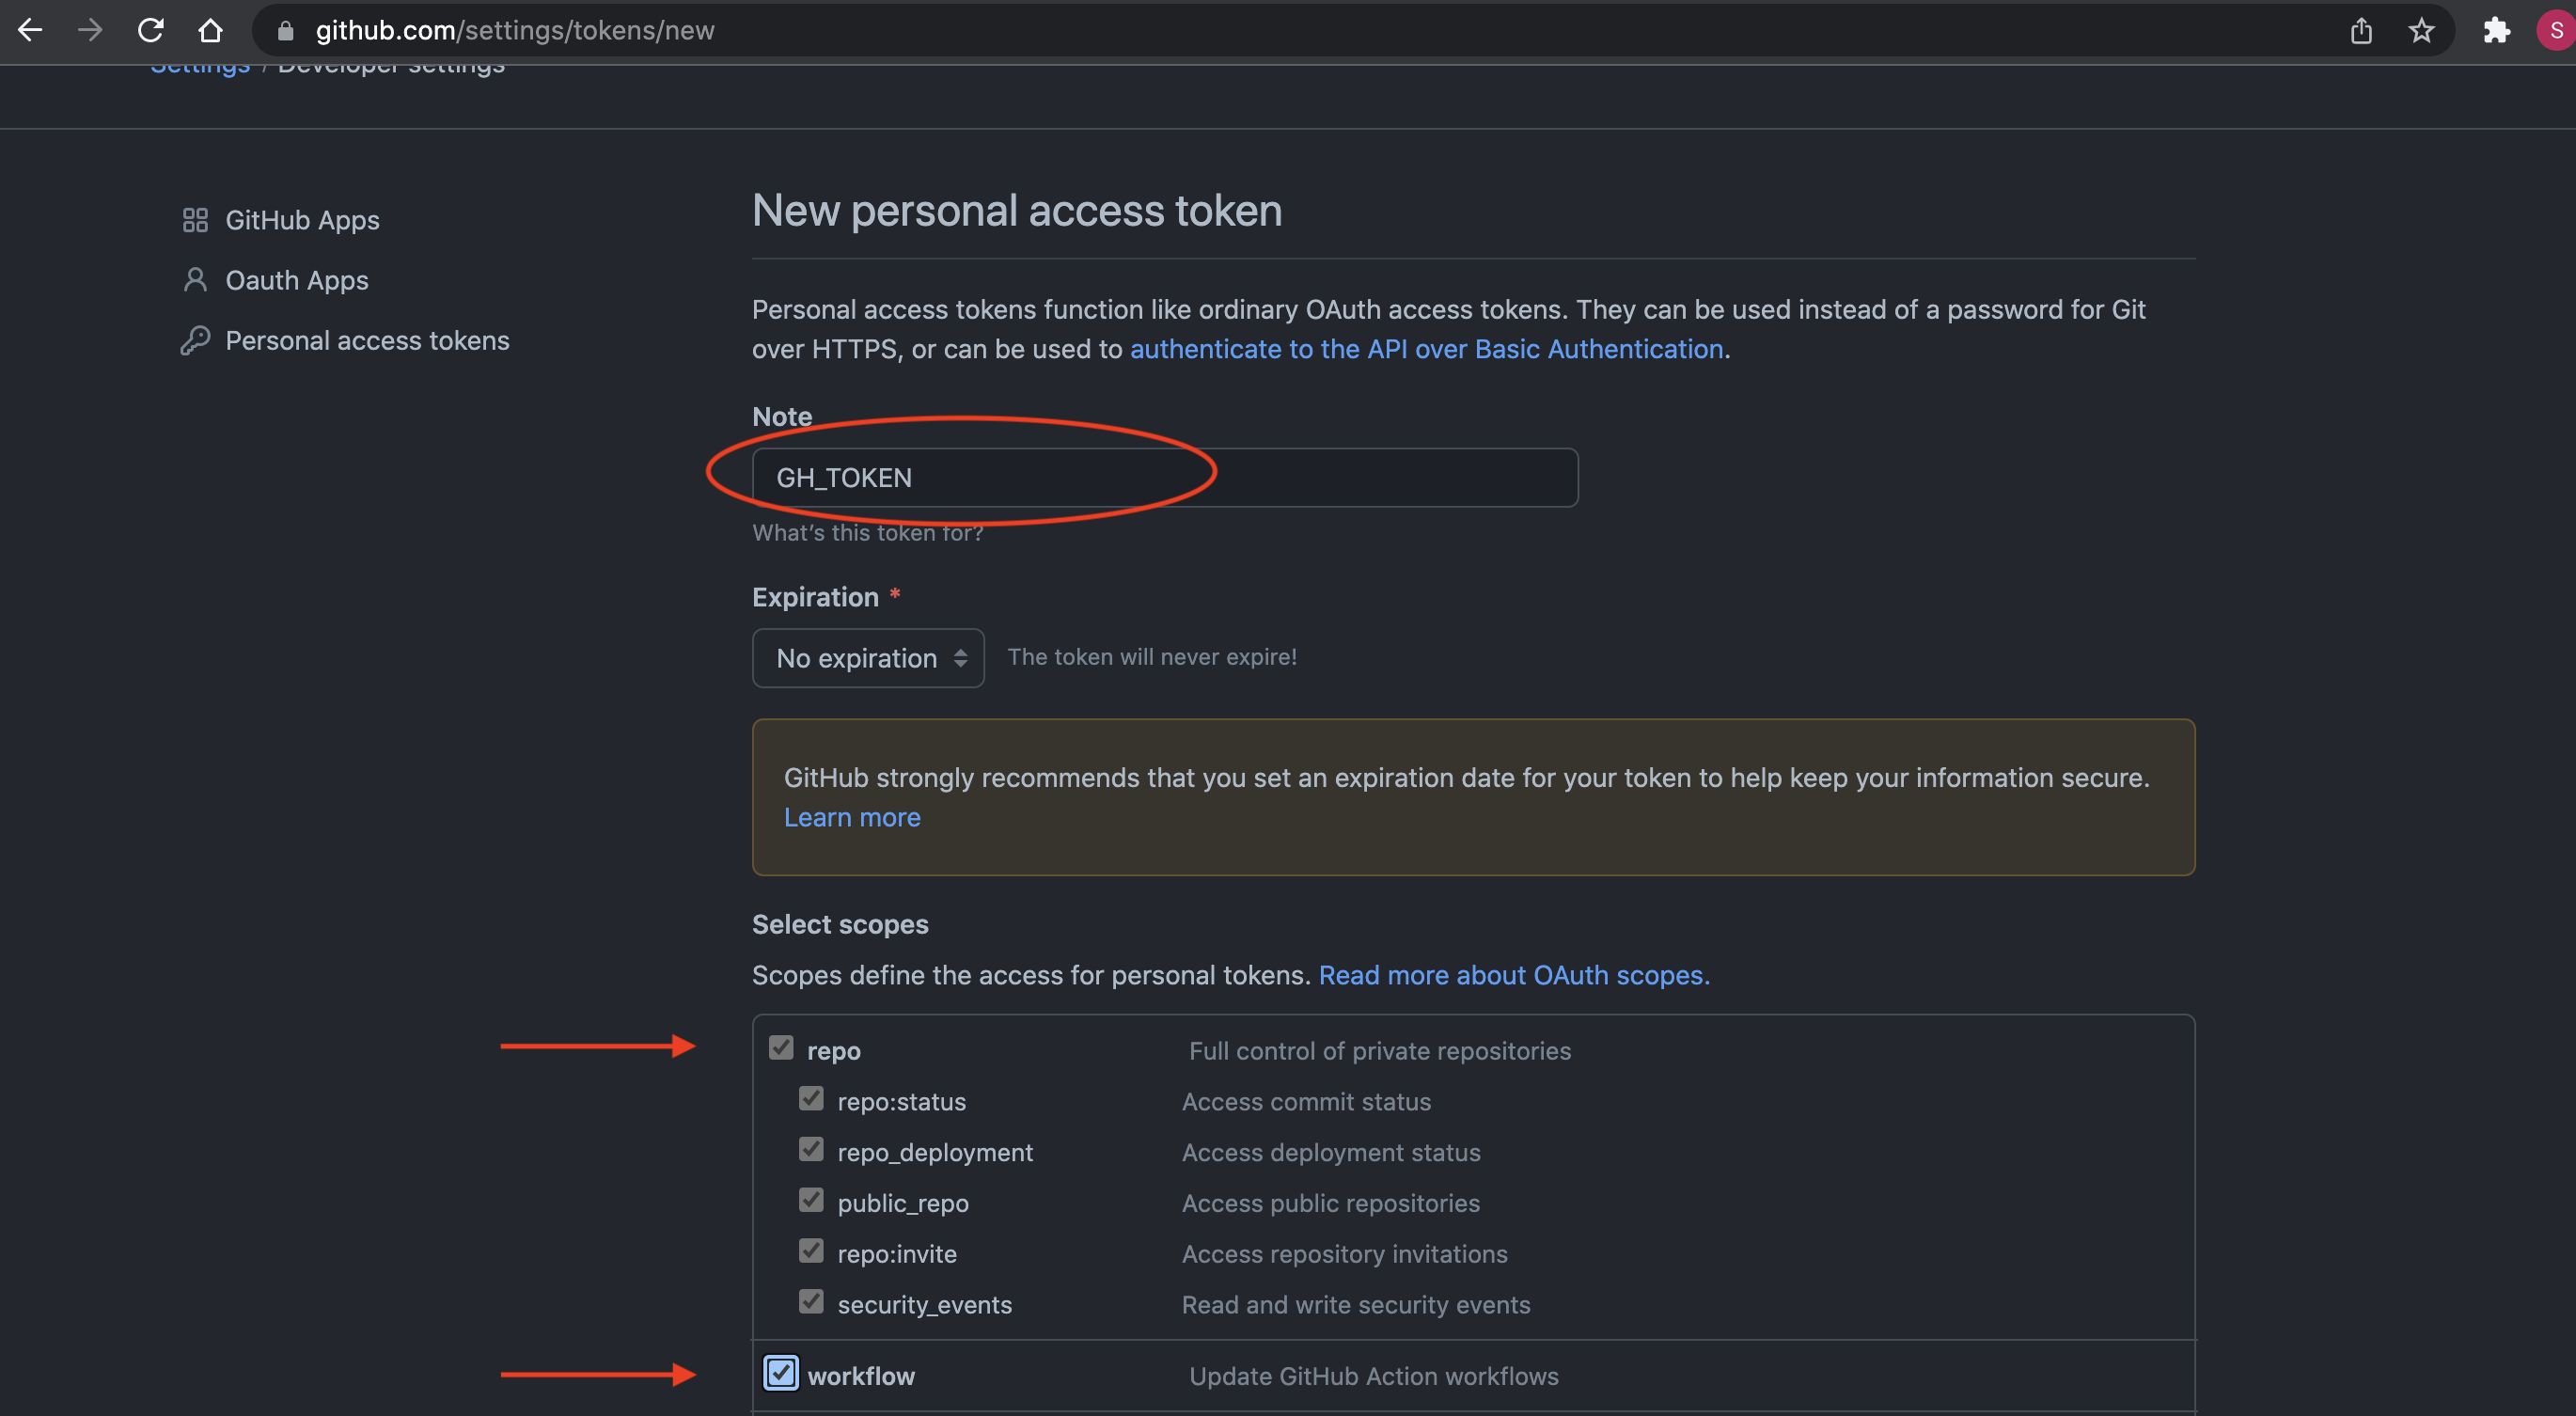 github.com/settings/tokens/new
S
Settings / Developer settings
GitHub Apps
Oauth Apps
Personal access tokens
New personal access token
Personal access tokens function like ordinary OAuth access tokens. They can be used instead of a password for Git
over HTTPS, or can be used to authenticate to the API over Basic Authentication.
Note
GH_TOKEN
What's this token for?
Expiration *
No expiration The token will never expire!
GitHub strongly recommends that you set an expiration date for your token to help keep your information secure.
Learn more
Select scopes
Scopes define the access for personal tokens. Read more about OAuth scopes.
repo Full control of private repositories
repo:status Access commit status
repo_deployment Access deployment status
public_repo Access public repositories
repo:invite Access repository invitations
security_events Read and write security events
workflow Update GitHub Action workflows